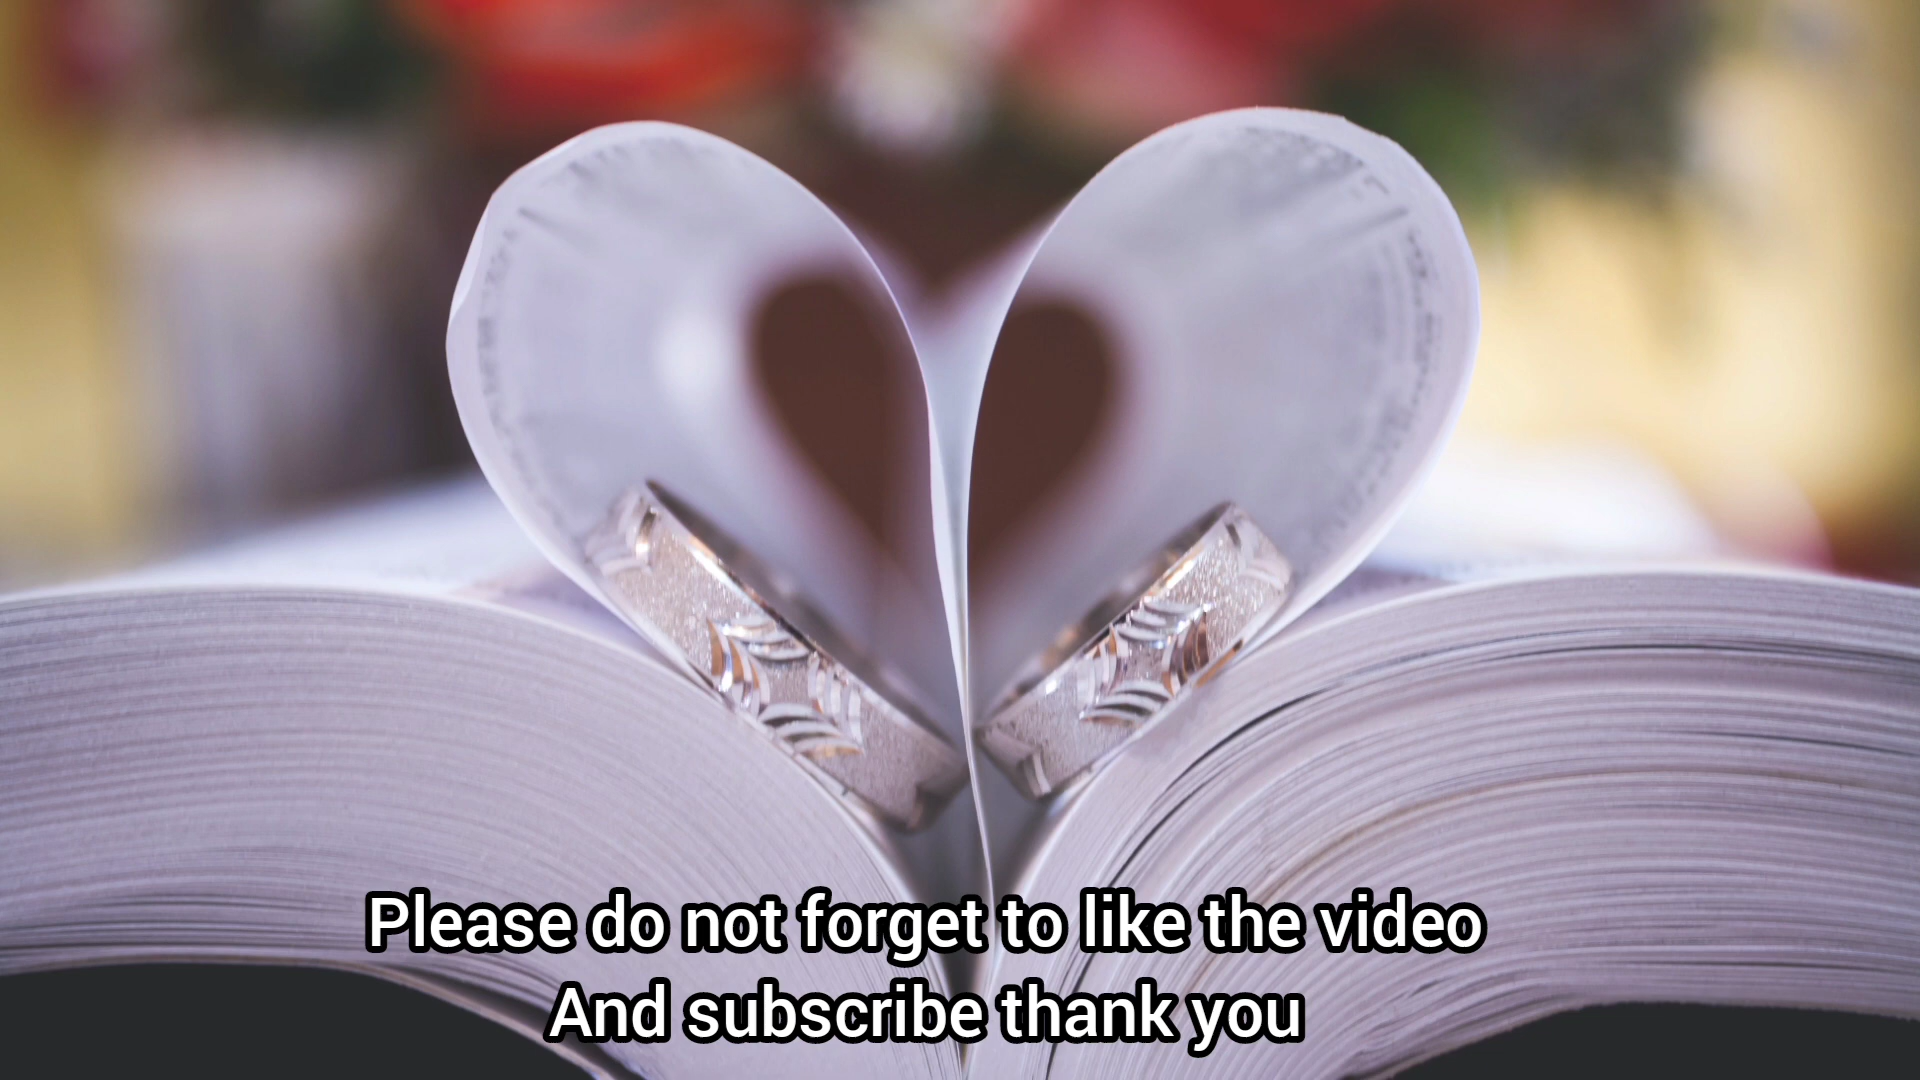 Please do not forget to like the video
And subscribe thank you